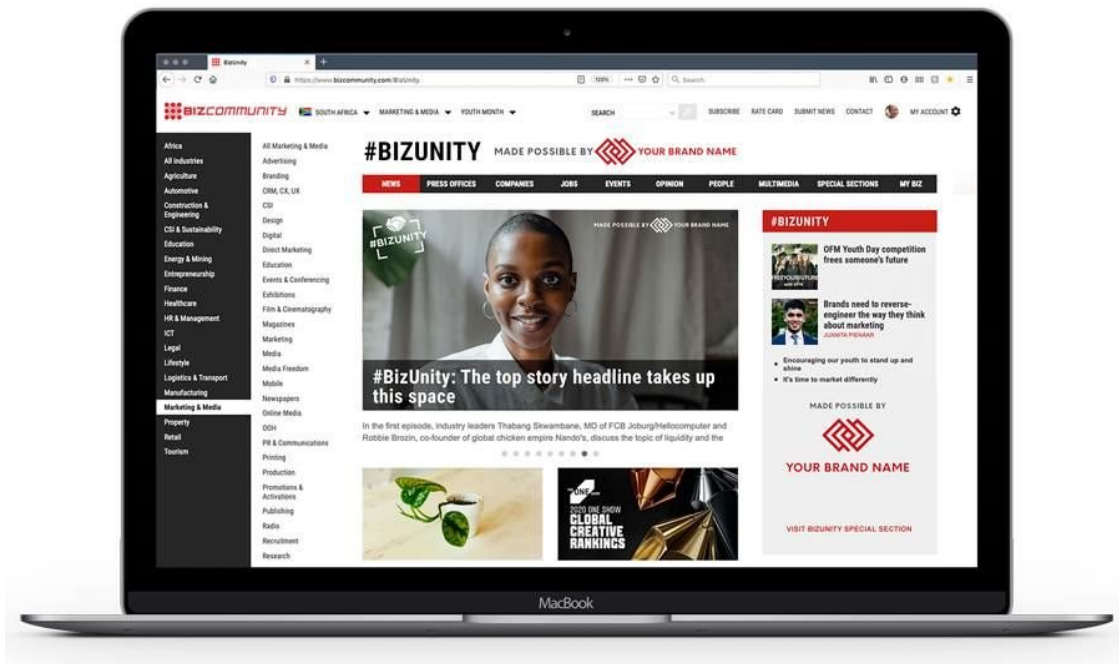 BizUnity
https://www.bizcommunity.com/BizUnity
120%
Search
BIZCOMMUNITY
SOUTH AFRICA
MARKETING & MEDIA
YOUTH MONTH
SEARCH
SUBSCRIBE
RATE CARD
SUBMIT NEWS
CONTACT
MY ACCOUNT
Africa
All Industries
Agriculture
Automotive
Construction &
Engineering
CSI & Sustainability
Education
Energy & Mining
Entrepreneurship
Finance
Healthcare
HR & Management
ICT
Legal
Lifestyle
Logistics & Transport
Manufacturing
Marketing & Media
Property
Retail
Tourism
All Marketing & Media
Advertising
Branding
CRM, CX, UX
CSI
Design
Digital
Direct Marketing
Education
Events & Conferencing
Exhibitions
Film & Cinematography
Magazines
Marketing
Media
Media Freedom
Mobile
Newspapers
Online Media
OOH
PR & Communications
Printing
Production
Promotions &
Activations
Publishing
Radio
Recruitment
Research
#BIZUNITY MADE POSSIBLE BY YOUR BRAND NAME
NEWS PRESS OFFICES COMPANIES JOBS EVENTS OPINION PEOPLE MULTIMEDIA SPECIAL SECTIONS MY BIZ
#BIZUNITY
MADE POSSIBLE BY YOUR BRAND NAME
#BizUnity: The top story headline takes up
this space
In the first episode, industry leaders Thabang Skwambane, MD of FCB Joburg/Hellocomputer and
Robbie Brozin, co-founder of global chicken empire Nando's, discuss the topic of liquidity and the
THE ONE SHOW
2020 ONE SHOW
GLOBAL
CREATIVE
RANKINGS
#BIZUNITY
OFM Youth Day competition
frees someone's future
Brands need to reverse-
engineer the way they think
about marketing
JUANITA PIENAAR
Encouraging our youth to stand up and
shine
It's time to market differently
MADE POSSIBLE BY
YOUR BRAND NAME
VISIT BIZUNITY SPECIAL SECTION
MacBook